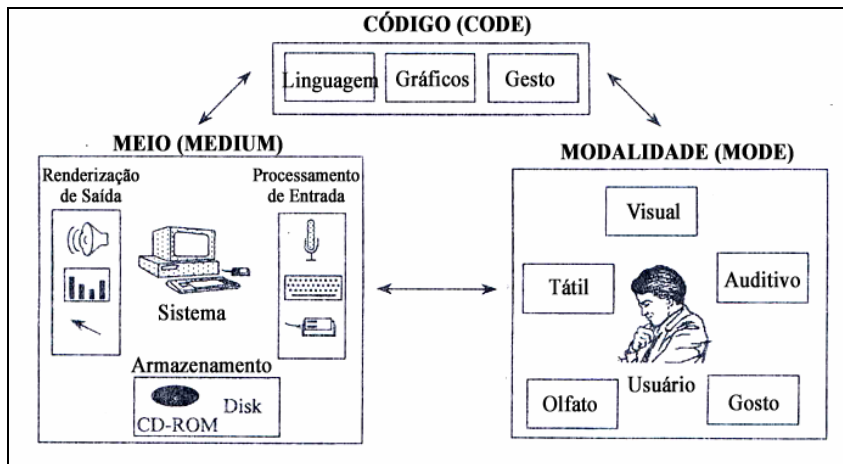 CÓDIGO (CODE)
Linguagem
Gráficos
Gesto
MEIO (MEDIUM)
Renderização
de Saída
Processamento
de Entrada
Sistema
Armazenamento
Disk
CD-ROM
MODALIDADE (MODE)
Visual
Tátil
Auditivo
Usuário
Olfato
Gosto